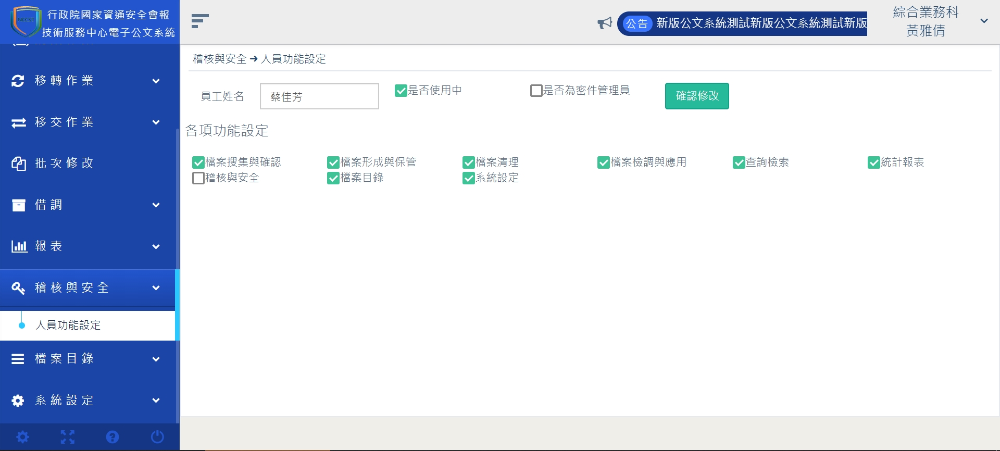 行政院國家資通安全會報
技術服務中心電子公文系統
NCCST
公告 新版公文系統測試新版公文系統測試新版
綜合業務科
黃雅倩
移轉作業
移交作業
批次修改
借調
報表
稽核與安全
人員功能設定
檔案目錄
系統設定
稽核與安全 ➜ 人員功能設定
員工姓名 蔡佳芳 是否使用中 是否為密件管理員 確認修改
各項功能設定
檔案搜集與確認 檔案形成與保管 檔案清理 檔案檢調與應用 查詢檢索 統計報表
稽核與安全 檔案目錄 系統設定